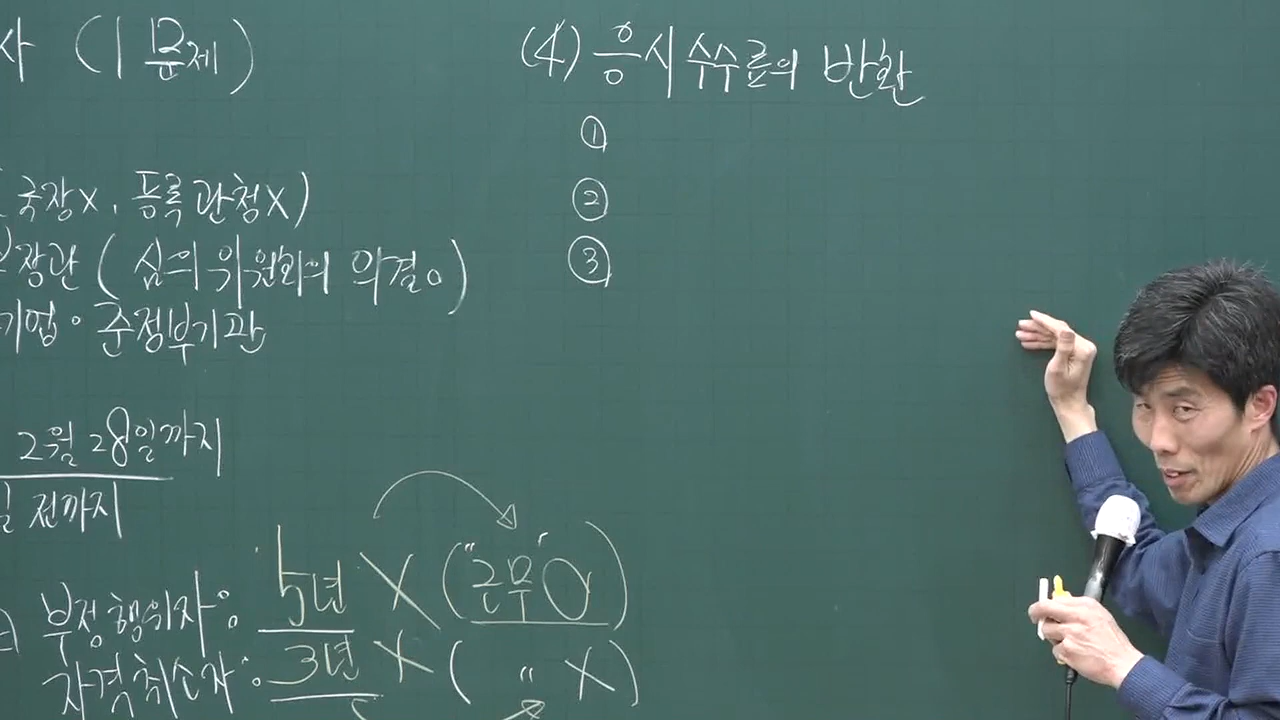 사 (1문제)
국장X, 등록관청X)
장관 (심의위원회의 의결O)
기업·준정부기관
2월 28일까지
일 전까지
부정행위자: 5년 X ("근무"O)
자격취소자: 3년 X ( " X)
(4) 응시수수료의 반환
①
②
③